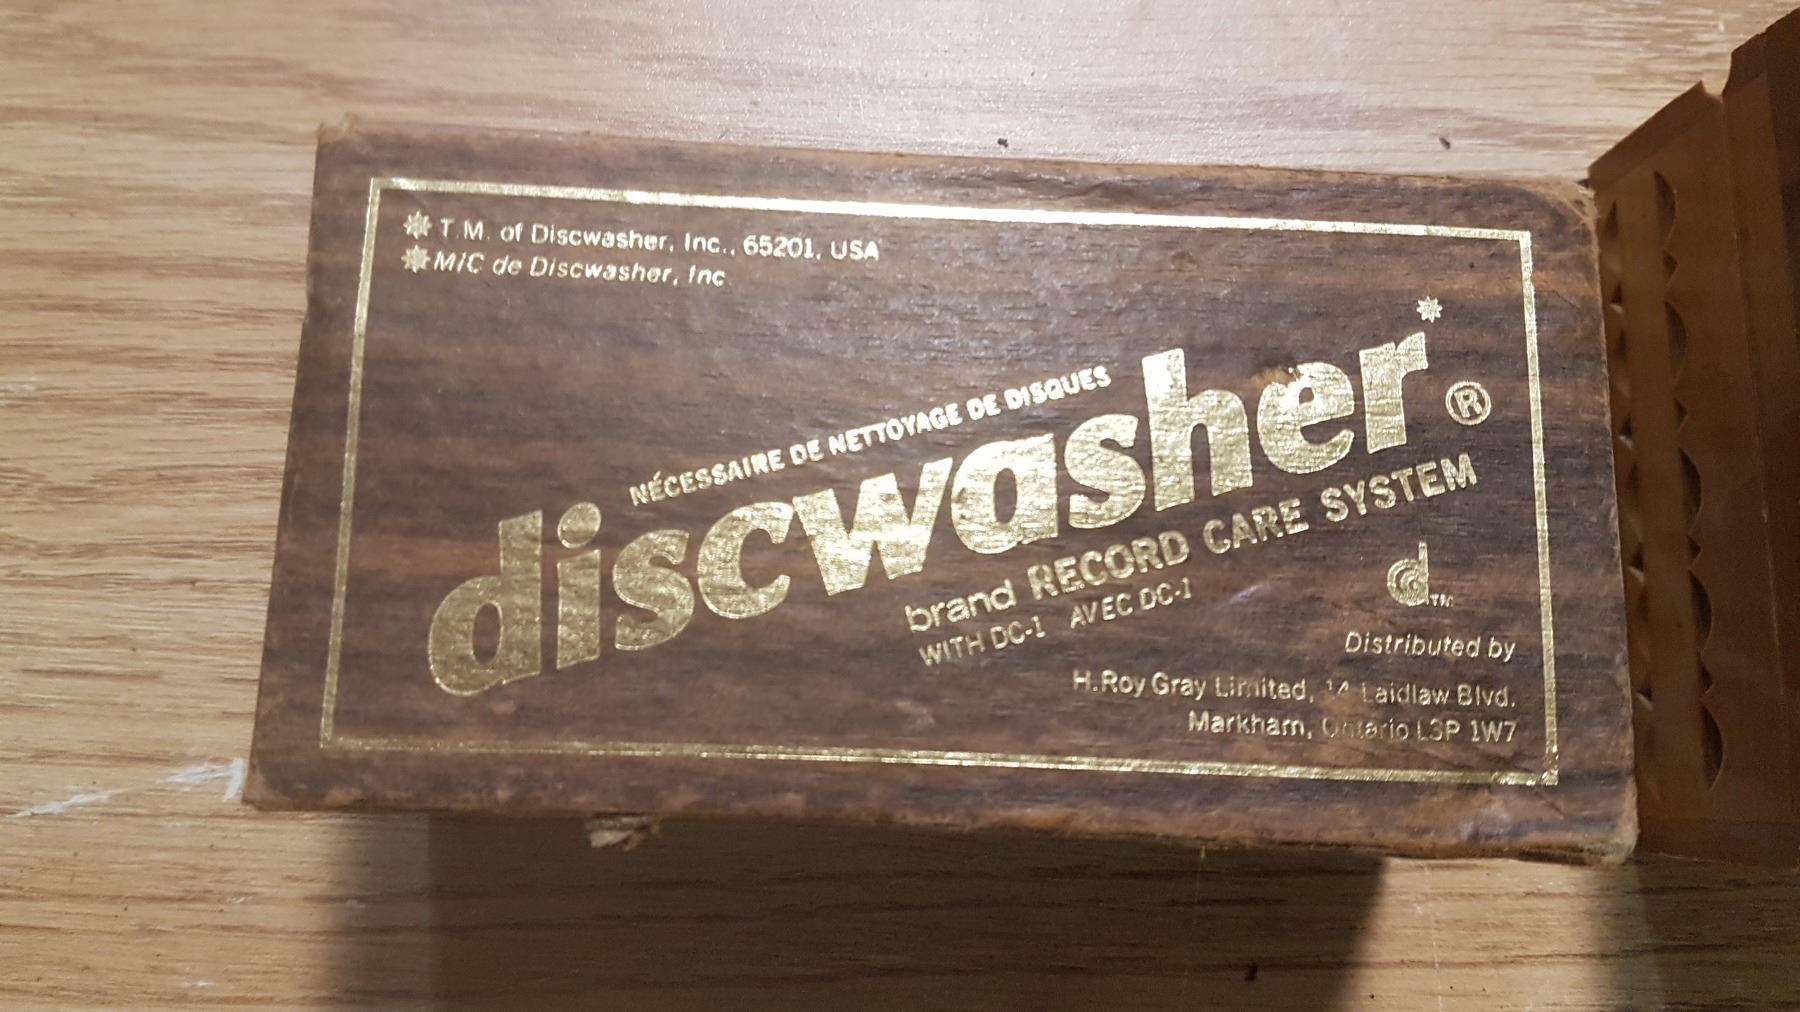 ✵ T.M. of Discwasher, Inc., 65201, USA
✵ M/C de Discwasher, Inc.
NÉCESSAIRE DE NETTOYAGE DE DISQUES
discwasher*®
brand RECORD CARE SYSTEM
WITH DC-1 AVEC DC-1
d™
Distributed by
H.Roy Gray Limited, 14 Laidlaw Blvd.
Markham, Ontario L3P 1W7